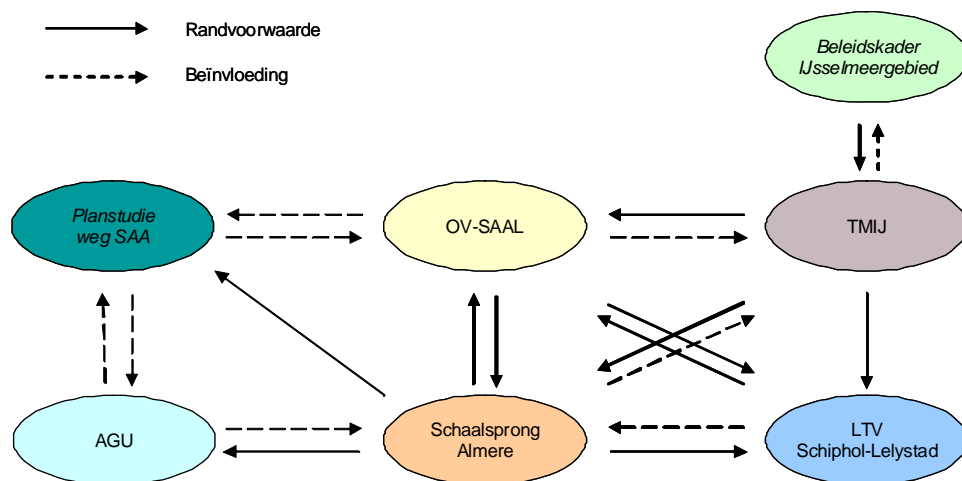 Randvoorwaarde
Beïnvloeding
Beleidskader
IJsselmeergebied
Planstudie
weg SAA
OV-SAAL
TMIJ
AGU
Schaalsprong
Almere
LTV
Schiphol-Lelystad